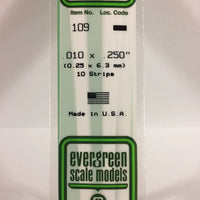 Item No. Loc. Code
109
.010 x .250"
(0.25 x 6.3 mm)
10 Strips
Made in U.S.A.
evergreen
scale models